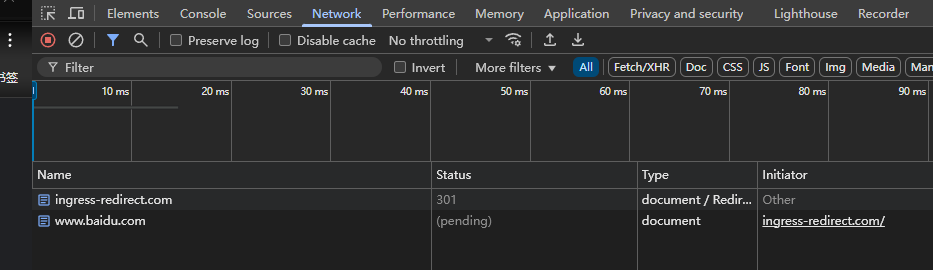 Elements Console Sources Network Performance Memory Application Privacy and security Lighthouse Recorder
Preserve log Disable cache No throttling
书签 Filter Invert More filters All Fetch/XHR Doc CSS JS Font Img Media Man
10 ms 20 ms 30 ms 40 ms 50 ms 60 ms 70 ms 80 ms 90 ms
Name Status Type Initiator
ingress-redirect.com 301 document / Redir... Other
www.baidu.com (pending) document ingress-redirect.com/